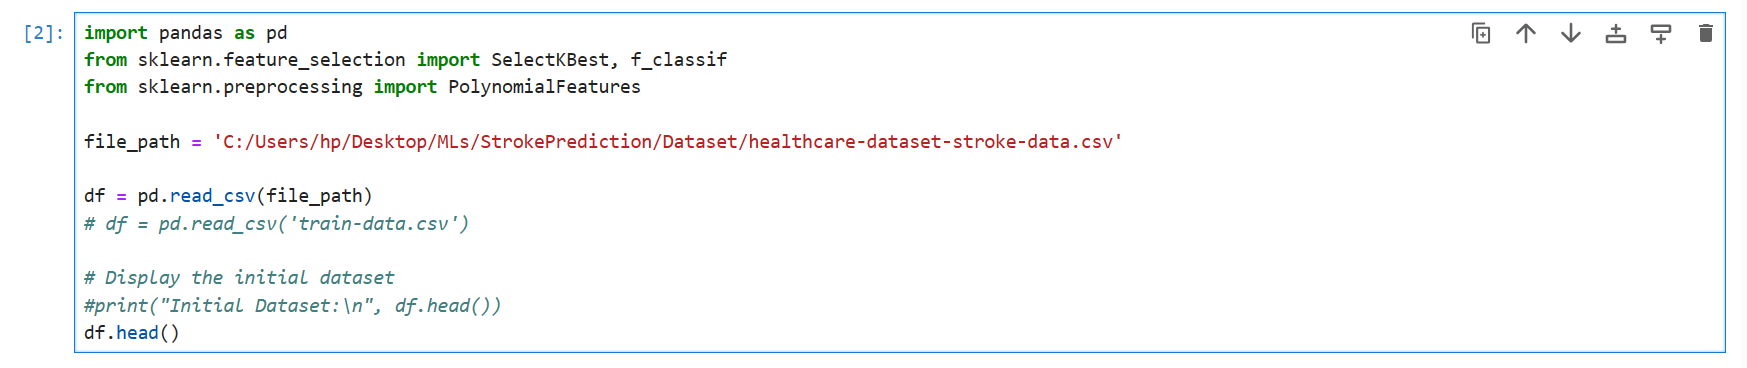 [2]:
import pandas as pd
from sklearn.feature_selection import SelectKBest, f_classif
from sklearn.preprocessing import PolynomialFeatures
file_path = 'C:/Users/hp/Desktop/MLs/StrokePrediction/Dataset/healthcare-dataset-stroke-data.csv'
df = pd.read_csv(file_path)
# df = pd.read_csv('train-data.csv')
# Display the initial dataset
#print("Initial Dataset:\n", df.head())
df.head()